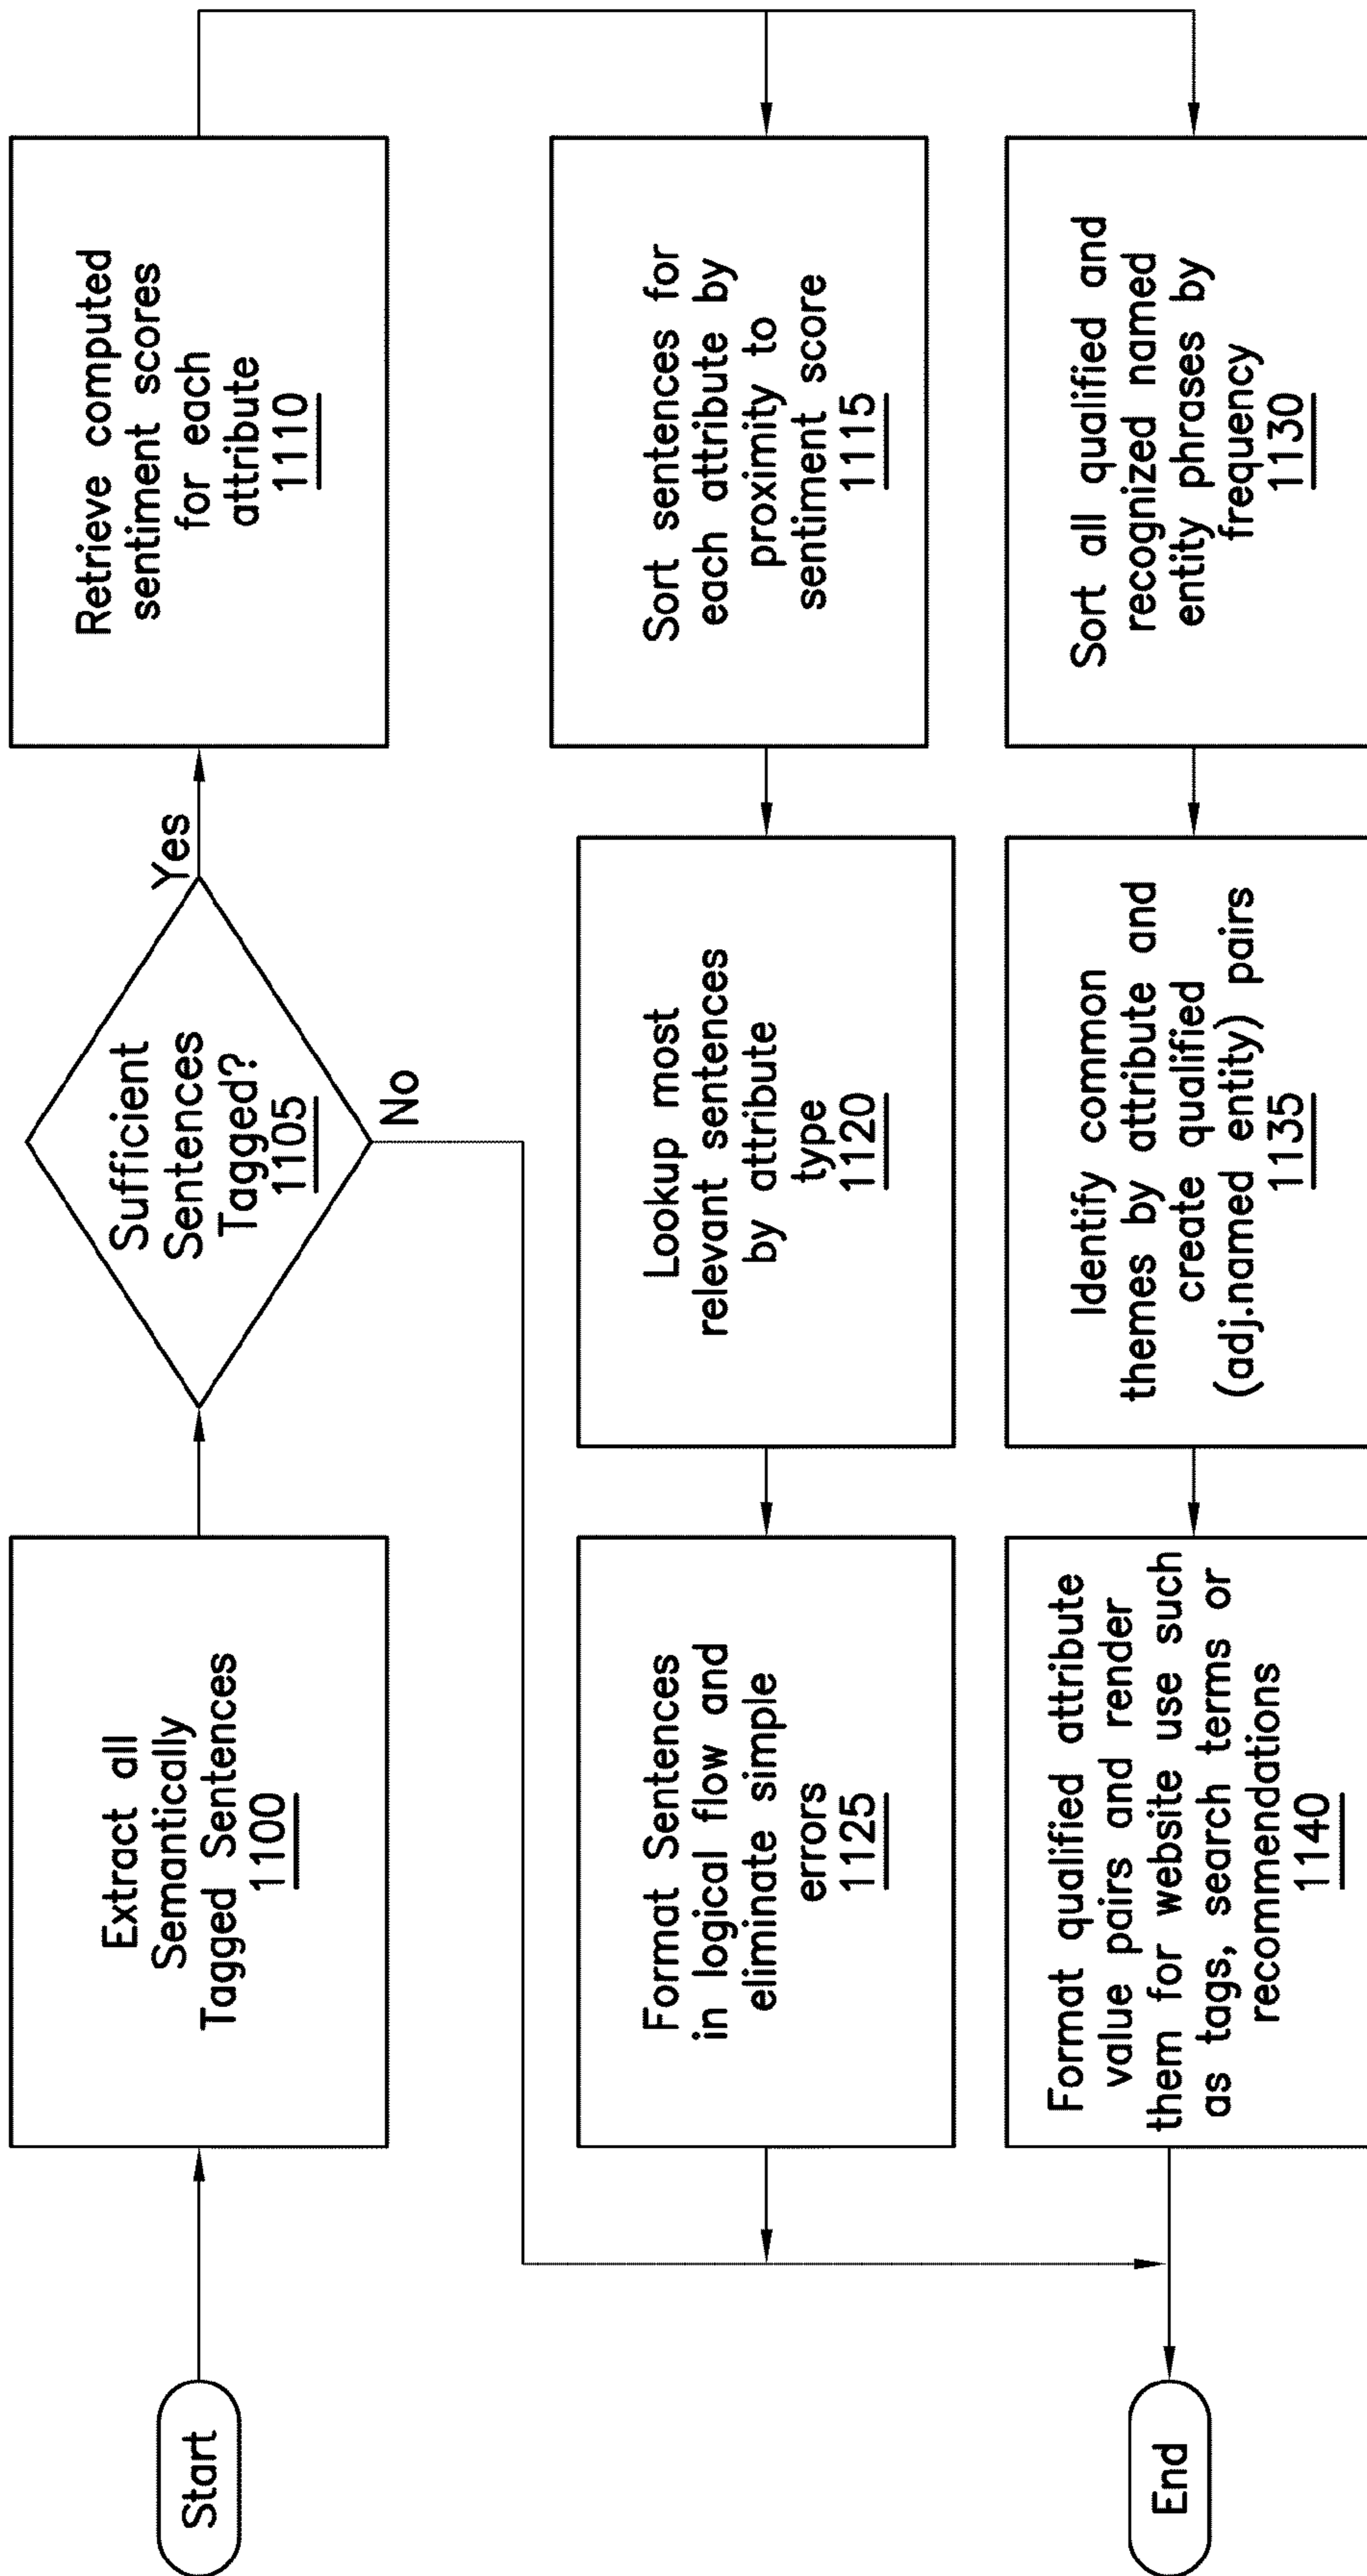 Start
Extract all
Semantically
Tagged Sentences
1100
Sufficient
Sentences
Tagged?
1105
Yes
No
Retrieve computed
sentiment scores
for each
attribute
1110
Sort sentences for
each attribute by
proximity to
sentiment score
1115
Lookup most
relevant sentences
by attribute
type
1120
Format Sentences
in logical flow and
eliminate simple
errors
1125
Sort all qualified and
recognized named
entity phrases by
frequency
1130
Identify common
themes by attribute and
create qualified
(adj.named entity) pairs
1135
Format qualified attribute
value pairs and render
them for website use such
as tags, search terms or
recommendations
1140
End